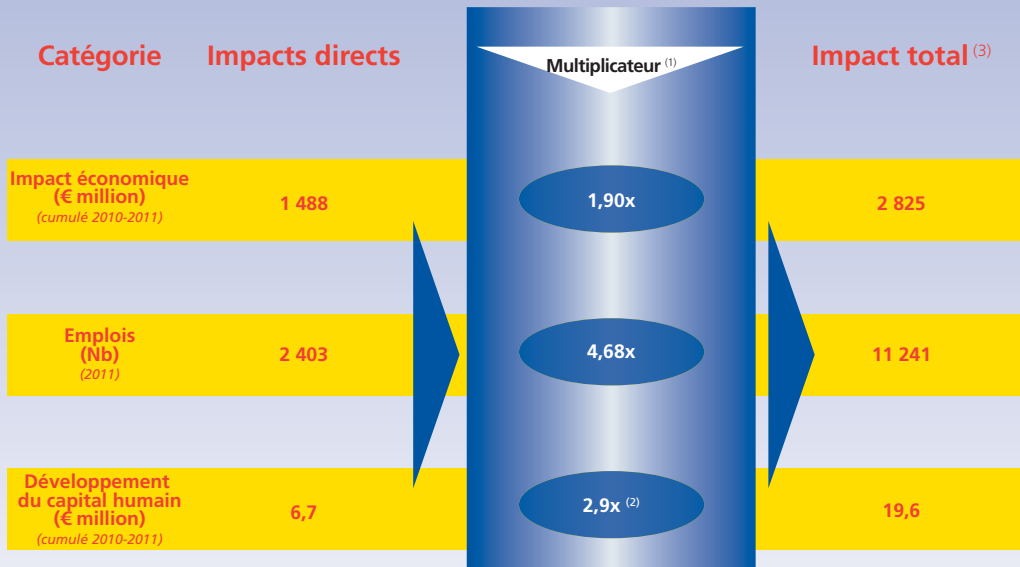 Catégorie Impacts directs Multiplicateur (1) Impact total (3)
Impact économique
(€ million)
(cumulé 2010-2011)
1 488 1,90x 2 825
Emplois
(Nb)
(2011)
2 403 4,68x 11 241
Développement
du capital humain
(€ million)
(cumulé 2010-2011)
6,7 2,9x (2) 19,6